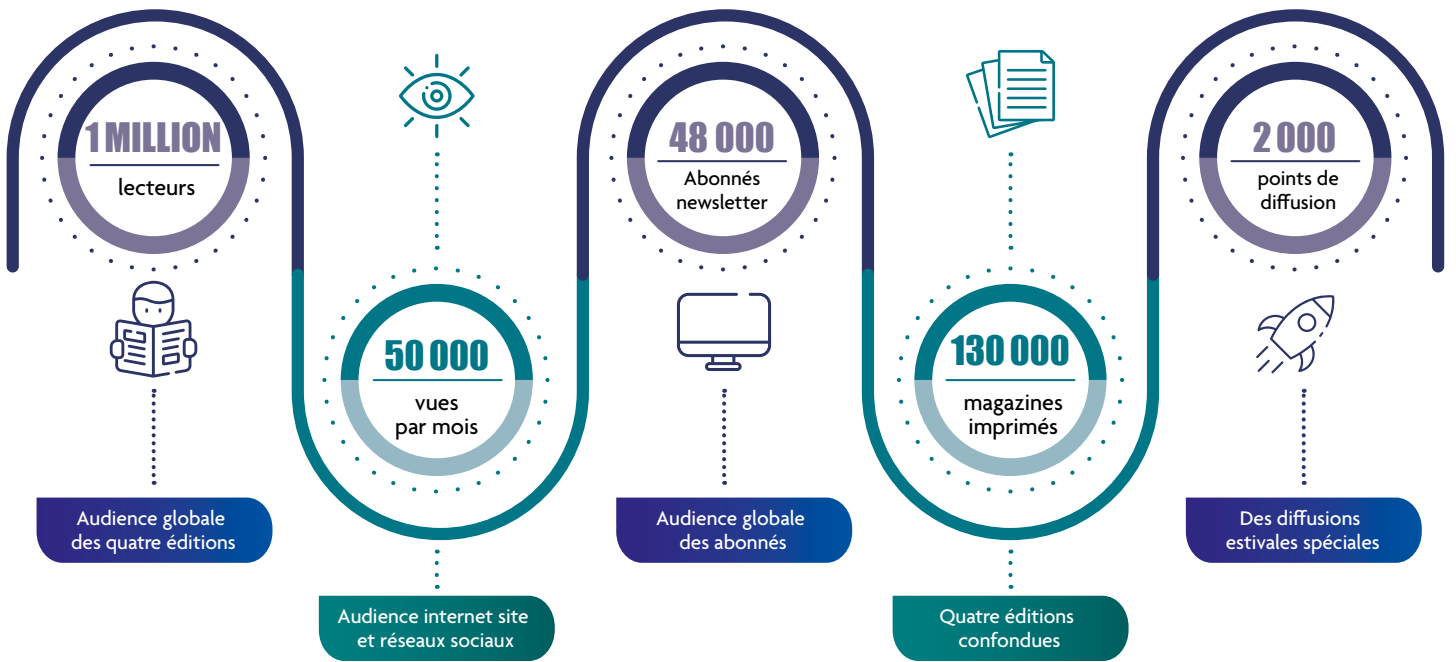 1 MILLION
lecteurs
Audience globale
des quatre éditions
50 000
vues
par mois
Audience internet site
et réseaux sociaux
48 000
Abonnés
newsletter
Audience globale
des abonnés
130 000
magazines
imprimés
Quatre éditions
confondues
2 000
points de
diffusion
Des diffusions
estivales spéciales